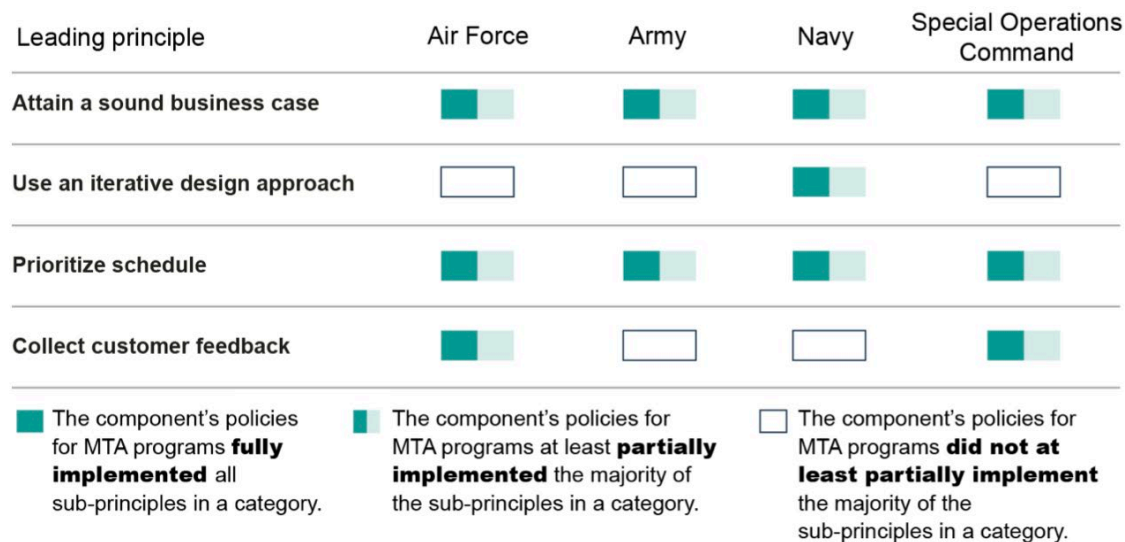 Leading principle Air Force Army Navy Special Operations
Command
Attain a sound business case
Use an iterative design approach
Prioritize schedule
Collect customer feedback
The component’s policies
for MTA programs fully
implemented all
sub-principles in a category.
The component’s policies for
MTA programs at least partially
implemented the majority of
the sub-principles in a category.
The component’s policies for
MTA programs did not at
least partially implement
the majority of the
sub-principles in a category.